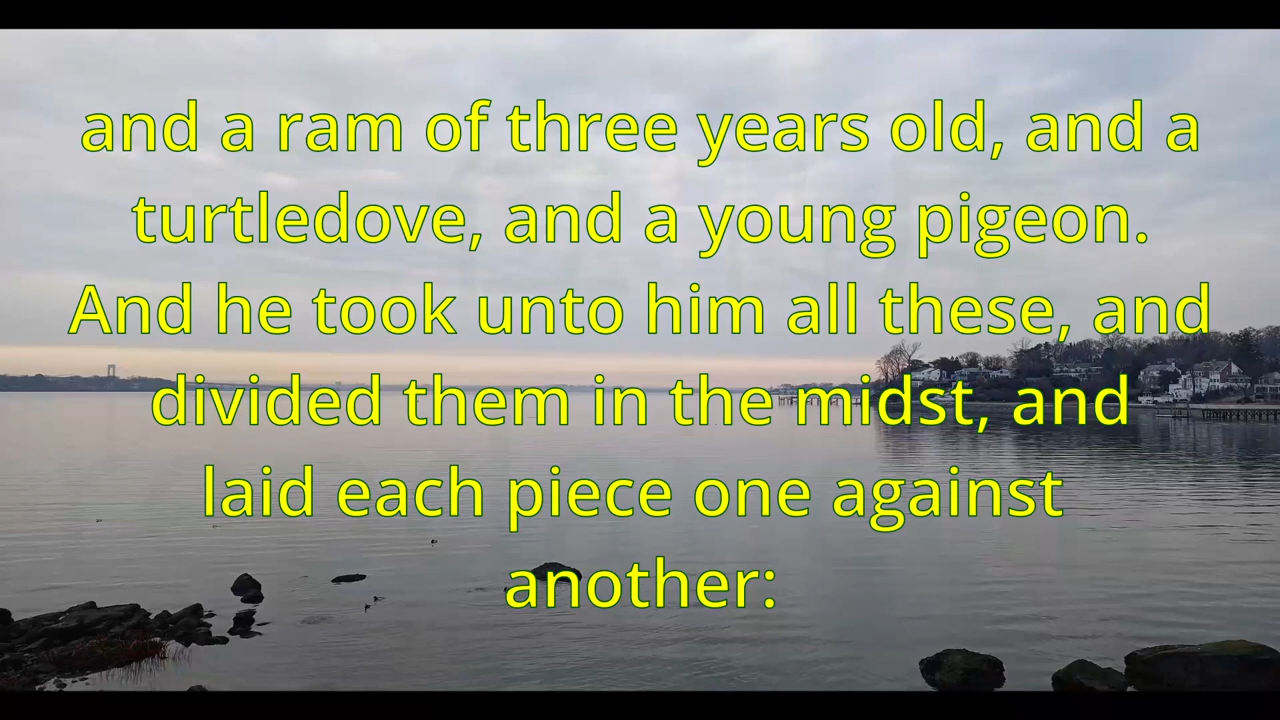 and a ram of three years old, and a
turtledove, and a young pigeon.
And he took unto him all these, and
divided them in the midst, and
laid each piece one against
another: